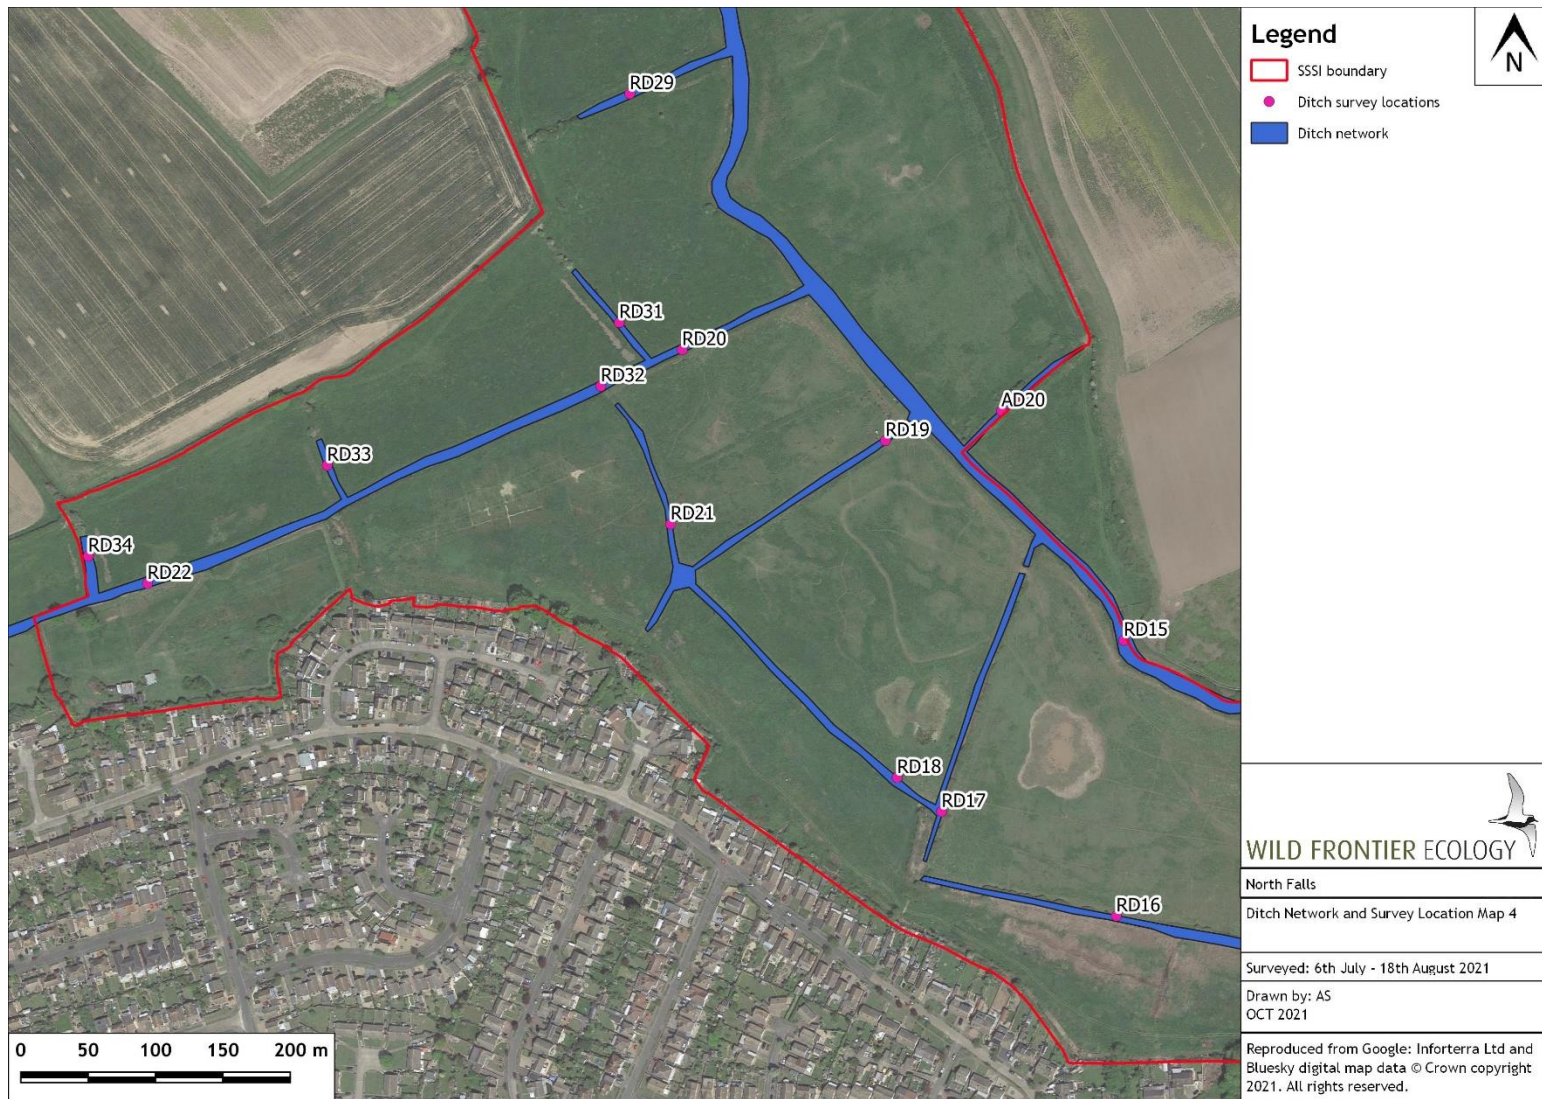 RD29
RD31
RD20
RD32
AD20
RD19
RD33
RD21
RD34
RD22
RD15
RD18
RD17
RD16
0 50 100 150 200 m
Legend
N
SSSI boundary
Ditch survey locations
Ditch network
WILD FRONTIER ECOLOGY
North Falls
Ditch Network and Survey Location Map 4
Surveyed: 6th July - 18th August 2021
Drawn by: AS
OCT 2021
Reproduced from Google: Inforterra Ltd and
Bluesky digital map data © Crown copyright
2021. All rights reserved.